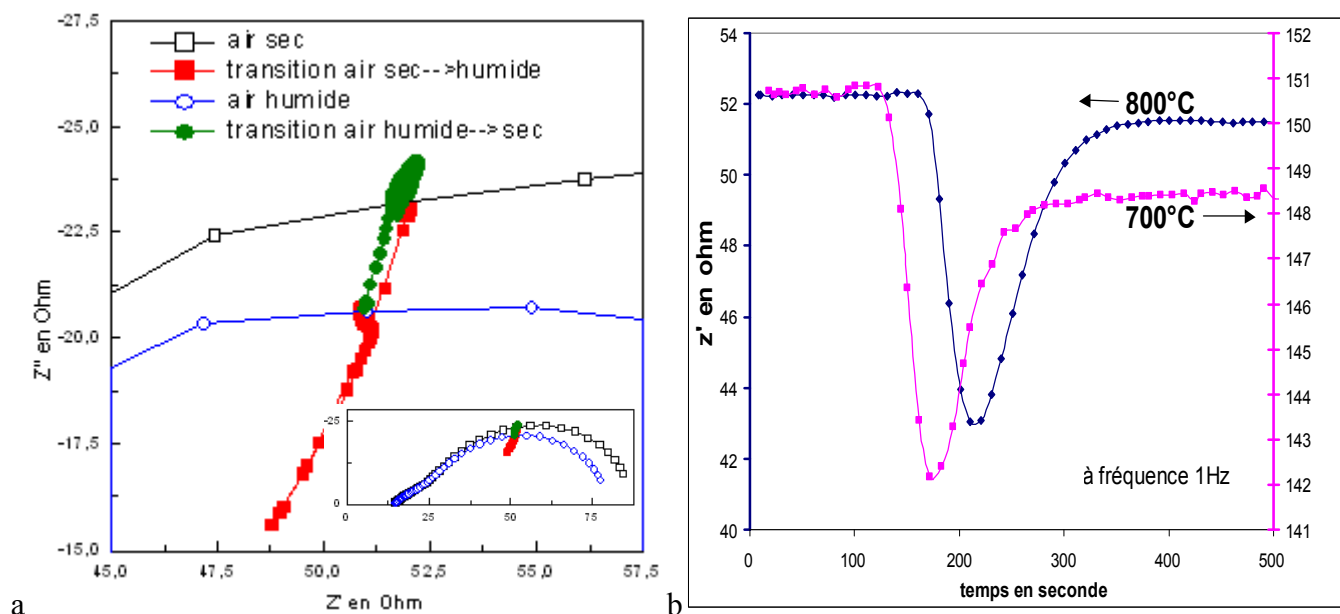 -27,5
-25,0
-22,5
-20,0
-17,5
-15,0
Z'' en Ohm
air sec
transition air sec-->humide
air humide
transition air humide-->sec
-25
0
0 25 50 75
45,0 47,5 50,0 52,5 55,0 57,5
Z' en Ohm
a
54
52
50
48
46
44
42
40
z' en ohm
800°C
700°C
à fréquence 1Hz
152
151
150
149
148
147
146
145
144
143
142
141
0 100 200 300 400 500
temps en seconde
b